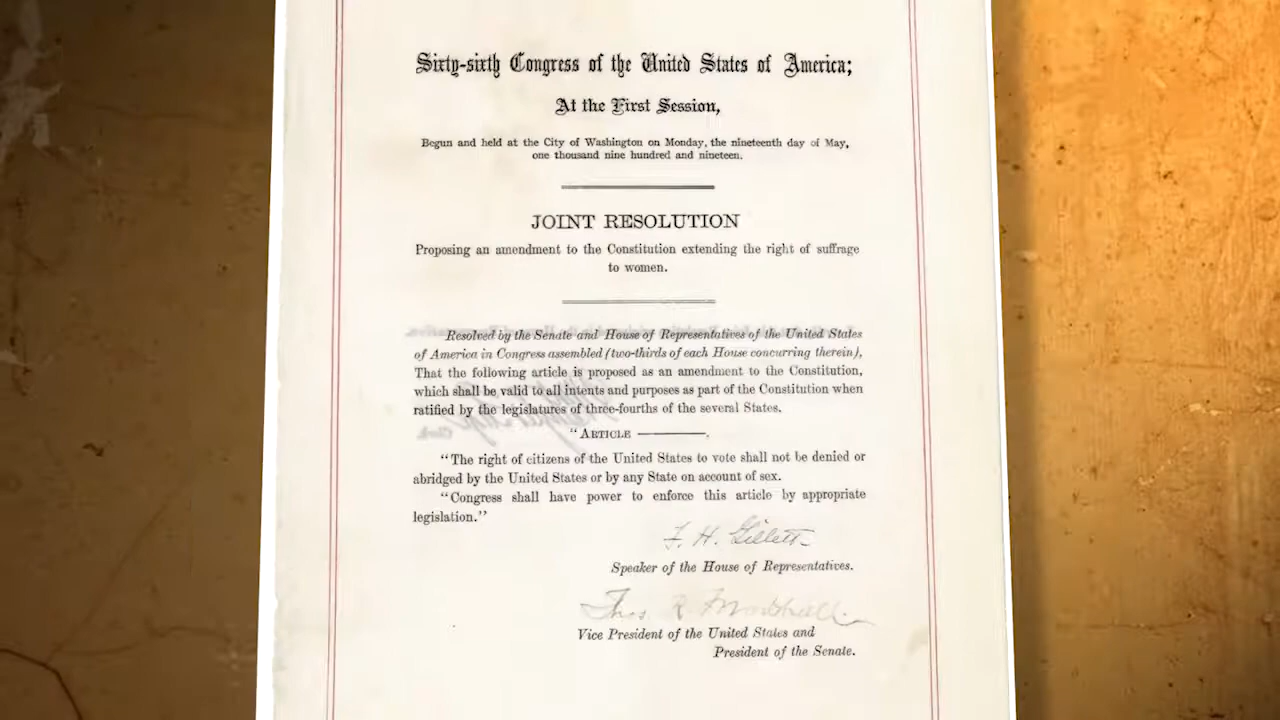 Sixty-sixth Congress of the United States of America;
At the First Session,
Begun and held at the City of Washington on Monday, the nineteenth day of May,
one thousand nine hundred and nineteen.
JOINT RESOLUTION
Proposing an amendment to the Constitution extending the right of suffrage
to women.
Resolved by the Senate and House of Representatives of the United States
of America in Congress assembled (two-thirds of each House concurring therein),
That the following article is proposed as an amendment to the Constitution,
which shall be valid to all intents and purposes as part of the Constitution when
ratified by the legislatures of three-fourths of the several States.
"ARTICLE ————.
"The right of citizens of the United States to vote shall not be denied or
abridged by the United States or by any State on account of sex.
"Congress shall have power to enforce this article by appropriate
legislation."
F. H. Gillett
Speaker of the House of Representatives.
Thos. R. Marshall
Vice President of the United States and
President of the Senate.